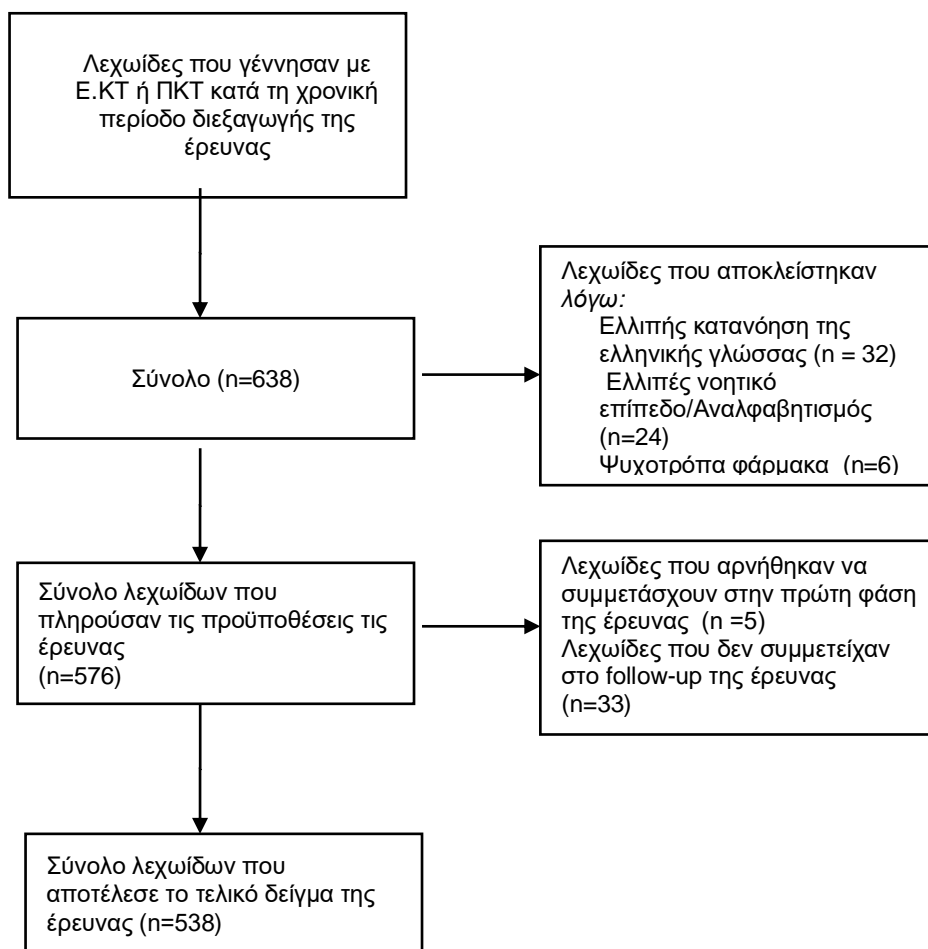 Λεχωίδες που γέννησαν με
Ε.ΚΤ ή ΠΚΤ κατά τη χρονική
περίοδο διεξαγωγής της
έρευνας
Σύνολο (n=638)
Λεχωίδες που αποκλείστηκαν
λόγω:
Ελλιπής κατανόηση της
ελληνικής γλώσσας (n = 32)
Ελλιπές νοητικό
επίπεδο/Αναλφαβητισμός
(n=24)
Ψυχοτρόπα φάρμακα (n=6)
Σύνολο λεχωίδων που
πληρούσαν τις προϋποθέσεις τις
έρευνας
(n=576)
Λεχωίδες που αρνήθηκαν να
συμμετάσχουν στην πρώτη φάση
της έρευνας (n =5)
Λεχωίδες που δεν συμμετείχαν
στο follow-up της έρευνας
(n=33)
Σύνολο λεχωίδων που
αποτέλεσε το τελικό δείγμα της
έρευνας (n=538)